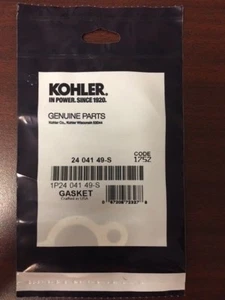 KOHLER
IN POWER. SINCE 1920.
GENUINE PARTS
Kohler Co., Kohler Wisconsin 53044
24 041 49-S
CODE
1752
1P24 041 49-S
GASKET